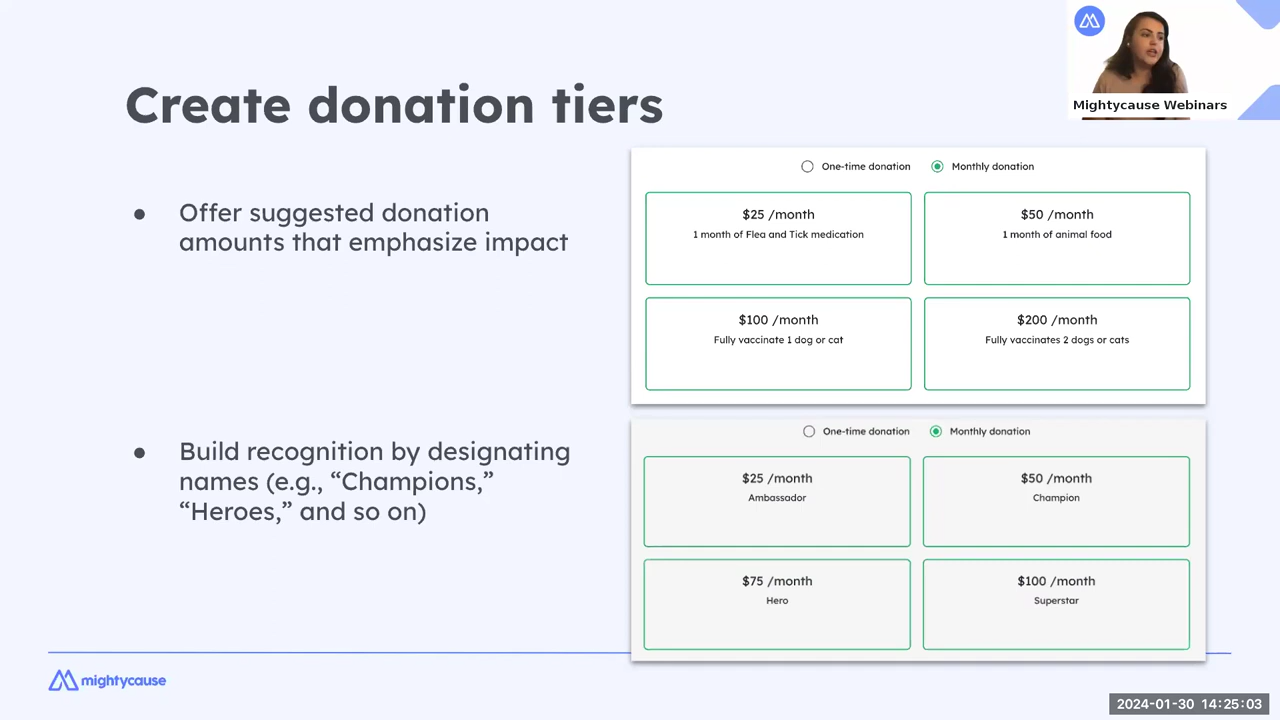 Mightycause Webinars
Create donation tiers
● Offer suggested donation
amounts that emphasize impact
One-time donation Monthly donation
$25 /month $50 /month
1 month of Flea and Tick medication 1 month of animal food
$100 /month $200 /month
Fully vaccinate 1 dog or cat Fully vaccinates 2 dogs or cats
● Build recognition by designating
names (e.g., “Champions,”
“Heroes,” and so on)
One-time donation Monthly donation
$25 /month $50 /month
Ambassador Champion
$75 /month $100 /month
Hero Superstar
mightycause
2024-01-30 14:25:03